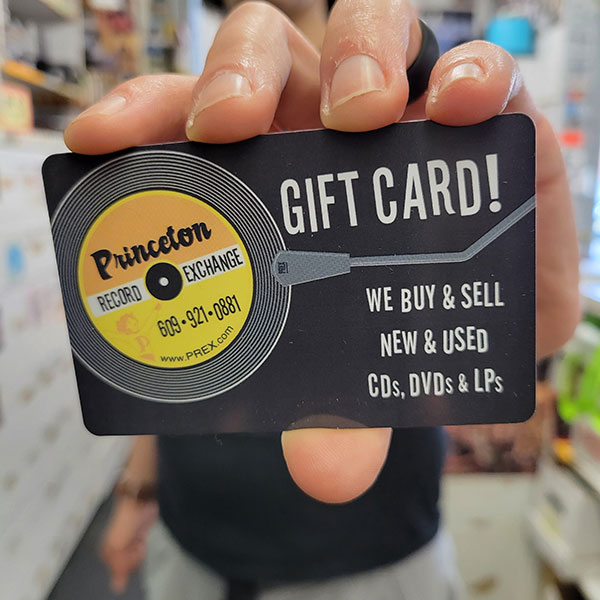 GIFT CARD!
Princeton
RECORD EXCHANGE
609•921•0881
www.PREX.com
WE BUY & SELL
NEW & USED
CDs, DVDs & LPs